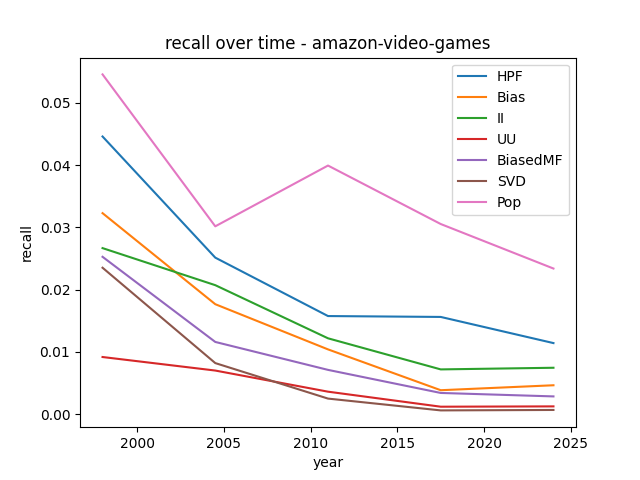 recall over time - amazon-video-games
HPF
Bias
II
UU
BiasedMF
SVD
Pop
0.05
0.04
0.03
0.02
0.01
0.00
recall
2000
2005
2010
2015
2020
2025
year